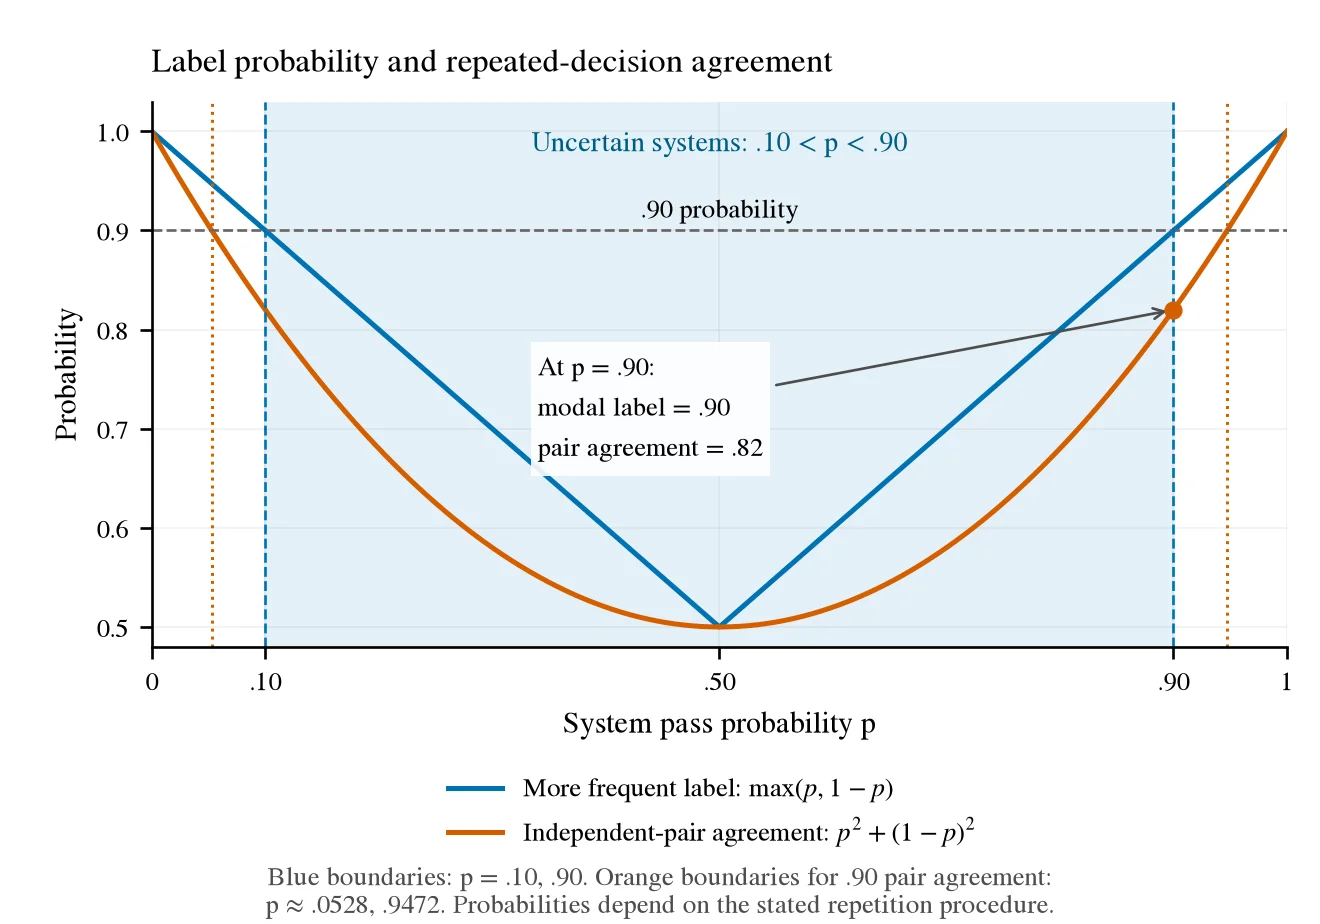 Label probability and repeated-decision agreement
Uncertain systems: .10 < p < .90
.90 probability
At p = .90:
modal label = .90
pair agreement = .82
Probability
1.0
0.9
0.8
0.7
0.6
0.5
0
.10
.50
.90
1
System pass probability p
More frequent label: max(p, 1 − p)
Independent-pair agreement: p² + (1 − p)²
Blue boundaries: p = .10, .90. Orange boundaries for .90 pair agreement:
p ≈ .0528, .9472. Probabilities depend on the stated repetition procedure.